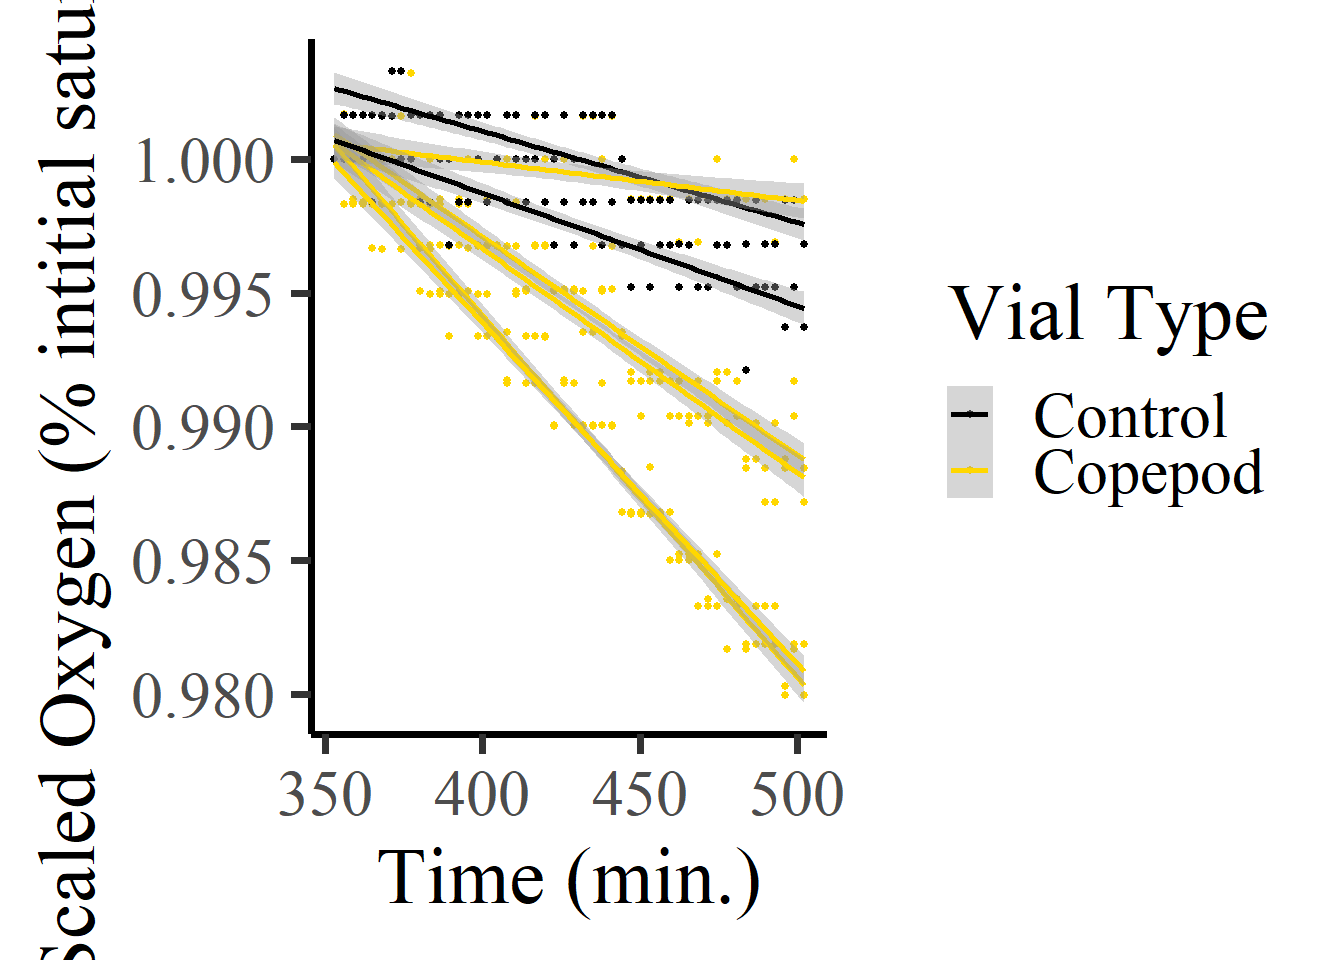 Scaled Oxygen (% intitial satu
1.000
0.995
0.990
0.985
0.980
350 400 450 500
Time (min.)
Vial Type
Control
Copepod